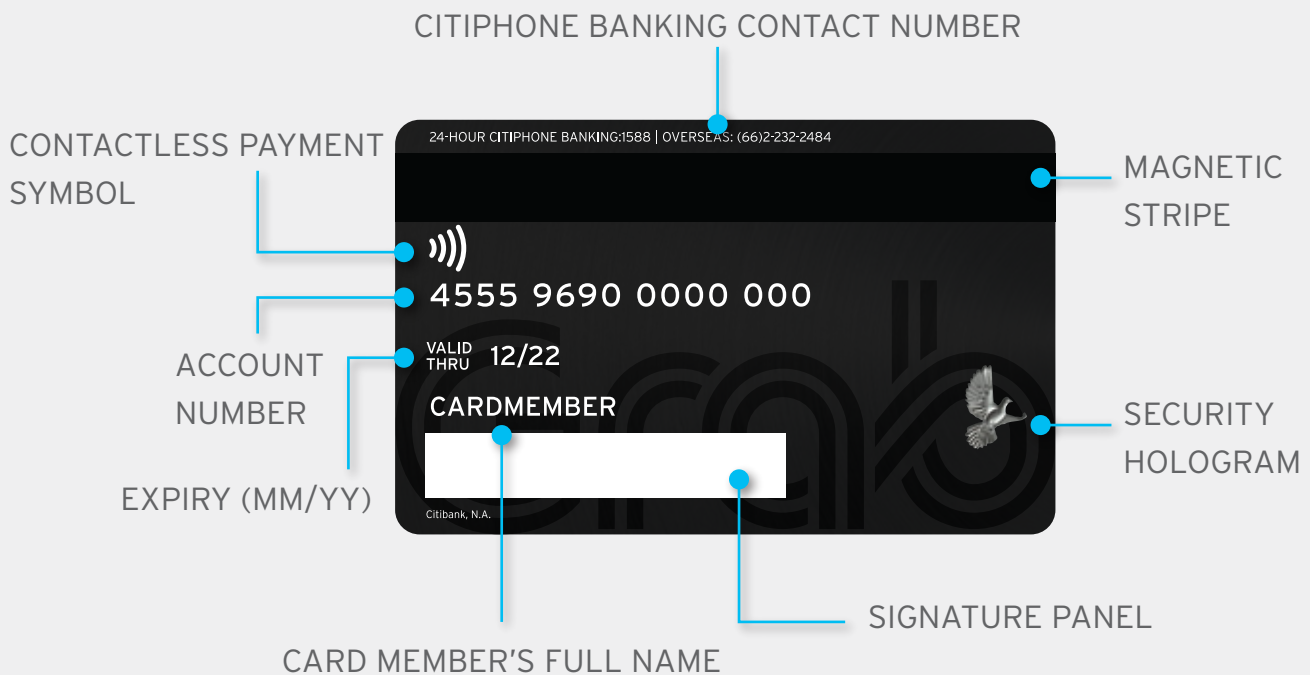 CITIPHONE BANKING CONTACT NUMBER
24-HOUR CITIPHONE BANKING:1588 | OVERSEAS: (66)2-232-2484
CONTACTLESS PAYMENT
SYMBOL
MAGNETIC
STRIPE
4555 9690 0000 000
ACCOUNT
NUMBER
VALID
THRU 12/22
CARDMEMBER
Grab
SECURITY
HOLOGRAM
EXPIRY (MM/YY)
Citibank, N.A.
SIGNATURE PANEL
CARD MEMBER'S FULL NAME